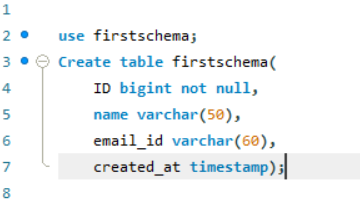 1
2 use firstschema;
3 Create table firstschema(
4 ID bigint not null,
5 name varchar(50),
6 email_id varchar(60),
7 created_at timestamp);
8